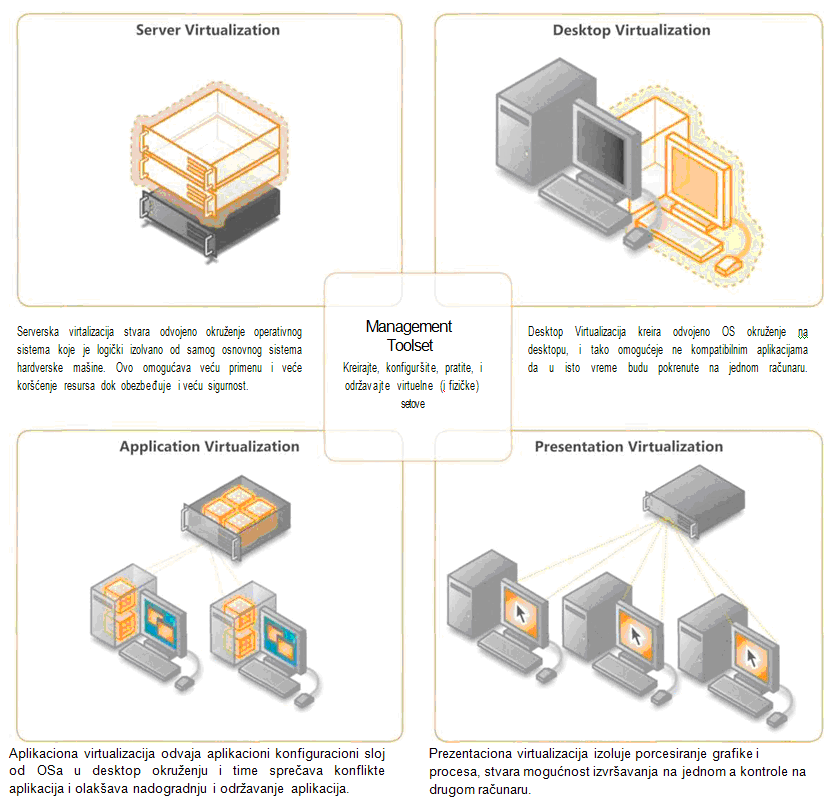 Server Virtualization
Desktop Virtualization
Serverska virtalizacija stvara odvojeno okruženje operativnog
sistema koje je logički izolvano od samog osnovnog sistema
hardverske mašine. Ovo omogućava veću primenu i veće
koršćenje resursa dok obezbeđuje i veću sigurnost.
Management
Toolset
Kreirajte, konfiguršite, pratite, i
održavajte virtuelne (i fizičke)
setove
Desktop Virtualizacija kreira odvojeno OS okruženje na
desktopu, i tako omogućeje ne kompatibilnim aplikacijama
da u isto vreme budu pokrenute na jednom računaru.
Application Virtualization
Presentation Virtualization
Aplikaciona virtualizacija odvaja aplikacioni konfiguracioni sloj
od OSa u desktop okruženju i time sprečava konflikte
aplikacija i olakšava nadogradnju i održavanje aplikacija.
Prezentaciona virtualizacija izoluje porcesiranje grafike i
procesa, stvara mogućnost izvršavanja na jednom a kontrole na
drugom računaru.